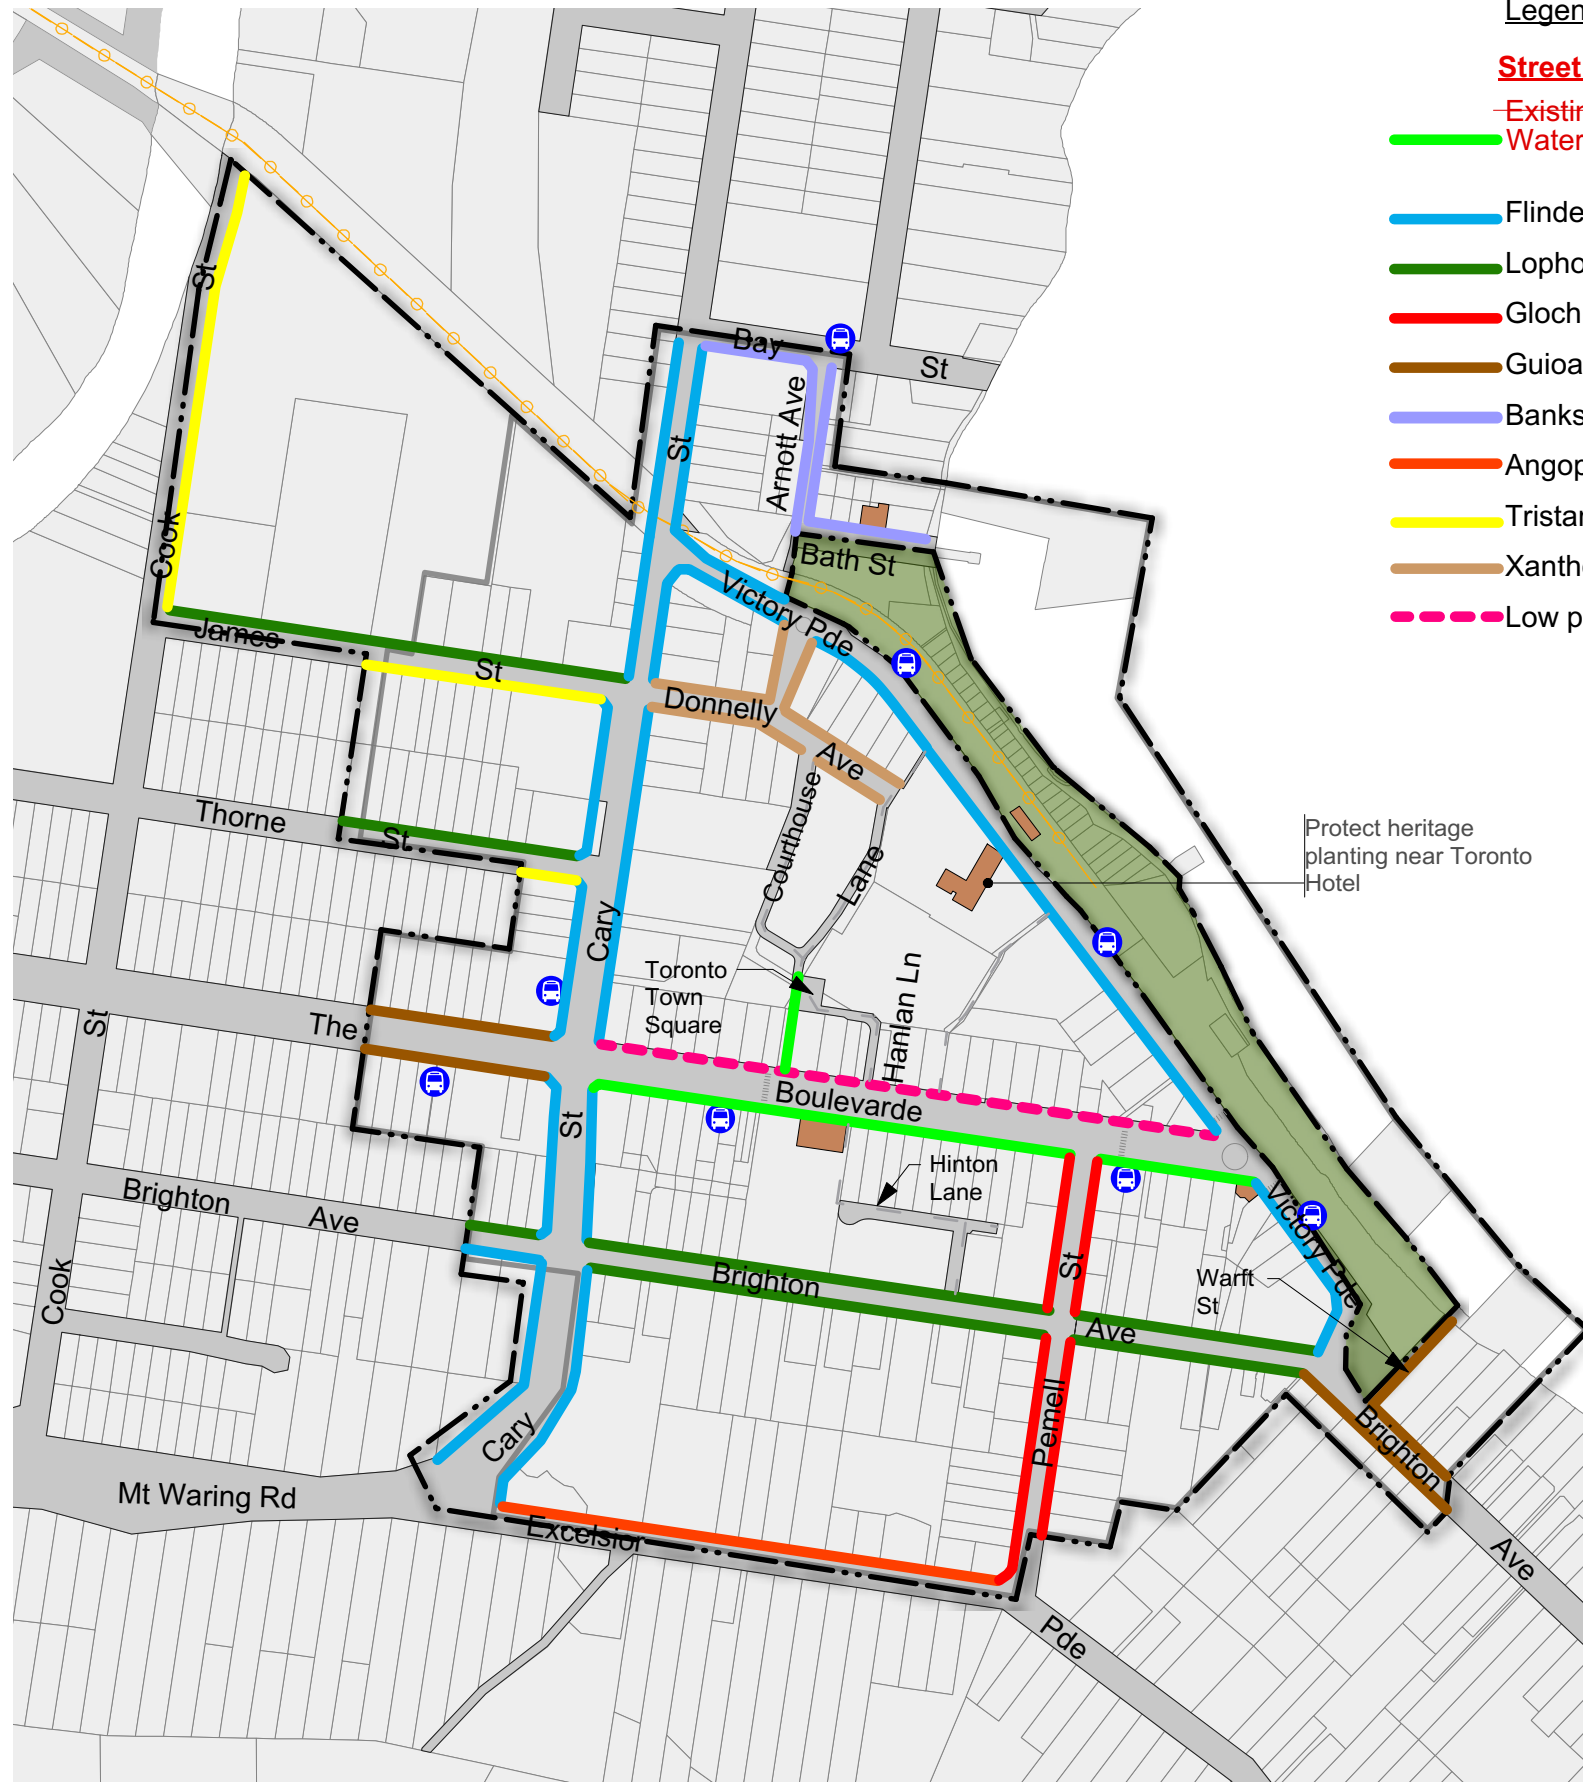 Legen
Street
Existin
Water
Flinde
Lopho
Gloch
Guioa
Banks
Angop
Tristan
Xantho
Low p
Bay
St
St
Arnott Ave
St
Cook
Bath St
Victory Pde
James
St
Donnelly
Ave
Courthouse
Lane
Thorne
St
Protect heritage
planting near Toronto
Hotel
Cary
Toronto
Town
Square
Hanlan Ln
St
The
Boulevarde
St
Hinton
Lane
Brighton
Ave
Victory Pde
Warft
St
Cook
Brighton
St
Ave
Pemell
Brighton
Cary
Mt Waring Rd
Excelsior
Ave
Pde